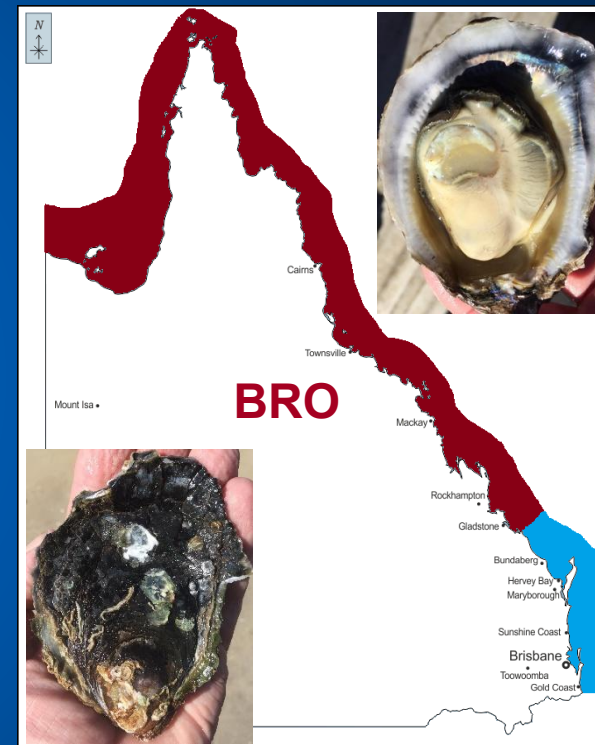 N
Cairns
Townsville
Mount Isa
BRO
Mackay
Rockhampton
Gladstone
Bundaberg
Hervey Bay
Maryborough
Sunshine Coast
Brisbane
Toowoomba
Gold Coast